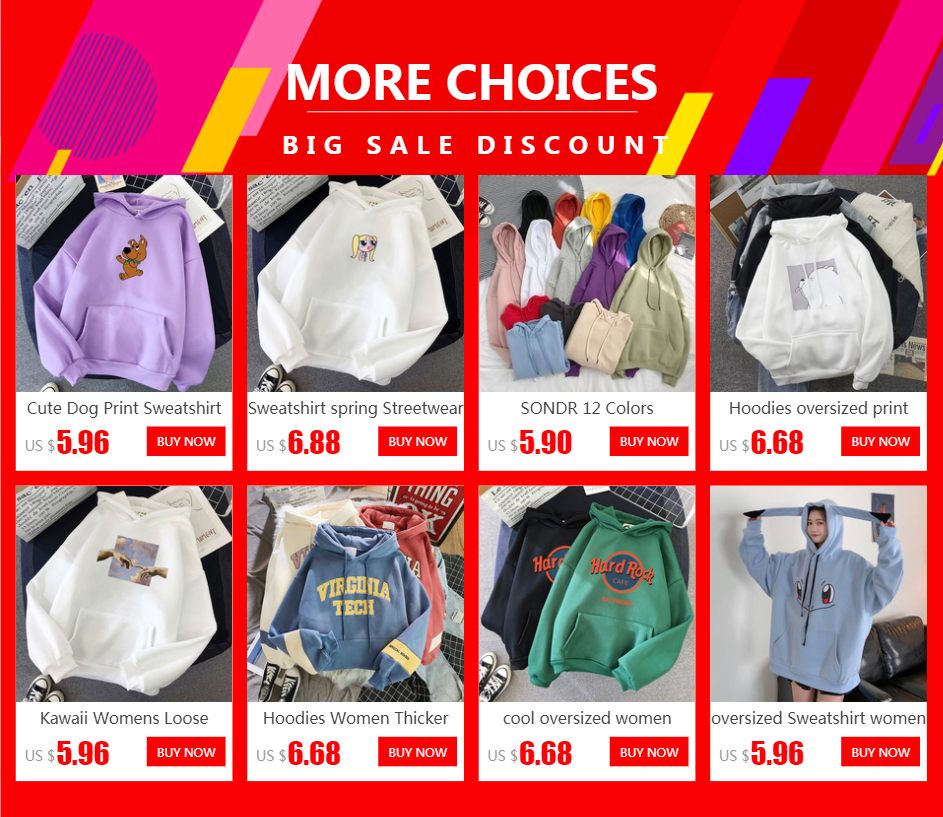 MORE CHOICES
BIG SALE DISCOUNT
Cute Dog Print Sweatshirt
US $5.96 BUY NOW
Sweatshirt spring Streetwear
US $6.88 BUY NOW
SONDR 12 Colors
US $5.90 BUY NOW
Hoodies oversized print
US $6.68 BUY NOW
VIRGINIA
TECH
THING
Hard Rock
CAFE
Hard
Kawaii Womens Loose
US $5.96 BUY NOW
Hoodies Women Thicker
US $6.68 BUY NOW
cool oversized women
US $6.68 BUY NOW
oversized Sweatshirt women
US $5.96 BUY NOW